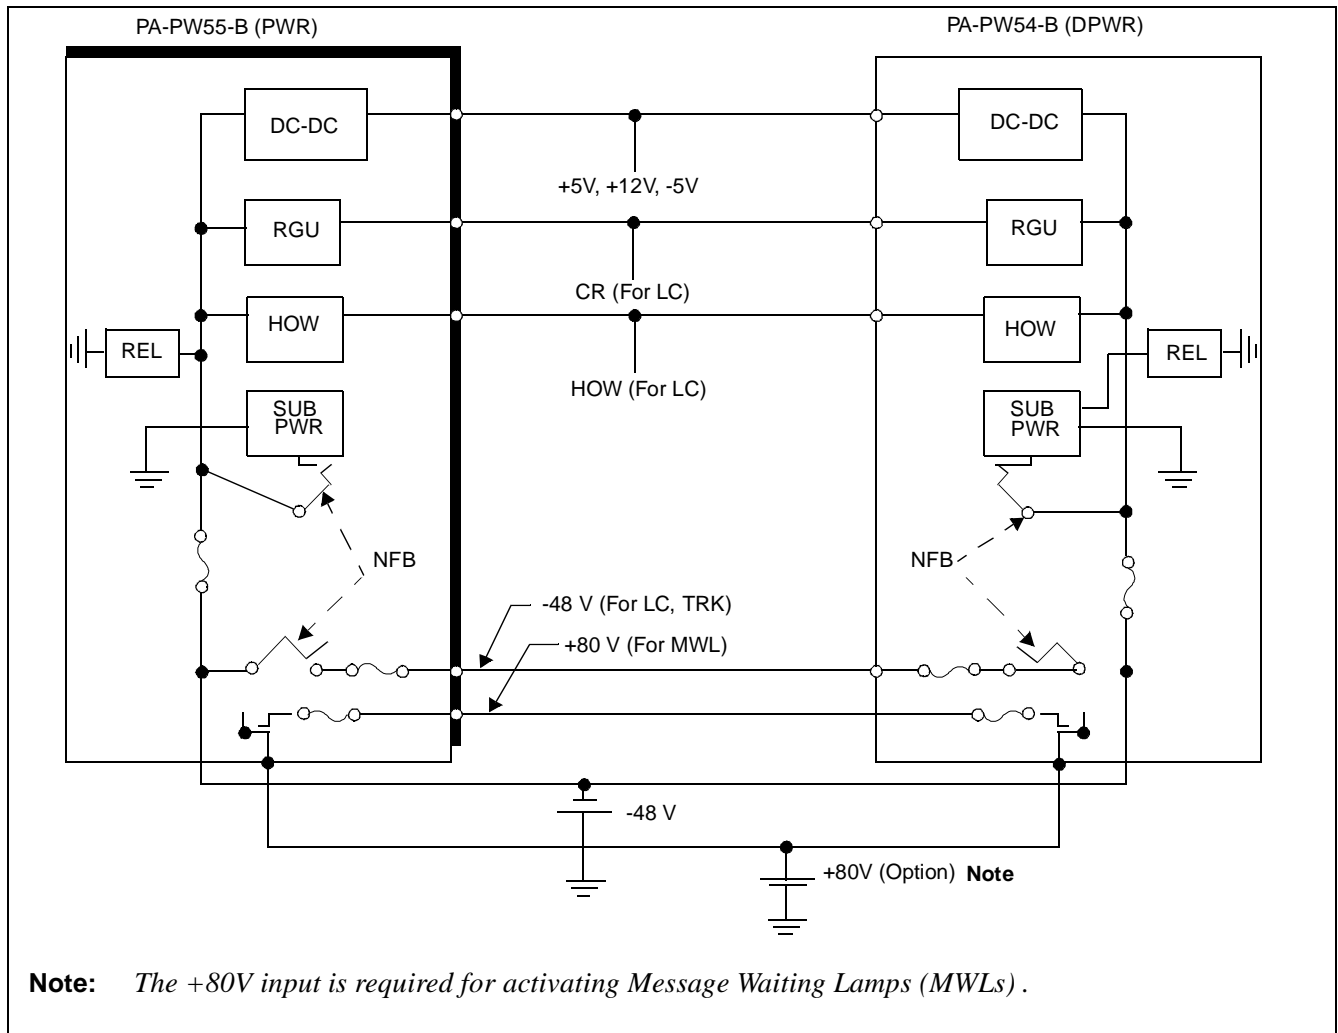 PA-PW55-B (PWR)
PA-PW54-B (DPWR)
DC-DC
DC-DC
+5V, +12V, -5V
RGU
RGU
CR (For LC)
HOW
HOW
REL
REL
HOW (For LC)
SUB
PWR
SUB
PWR
NFB
NFB
-48 V (For LC, TRK)
+80 V (For MWL)
-48 V
+80V (Option) Note
Note: The +80V input is required for activating Message Waiting Lamps (MWLs) .